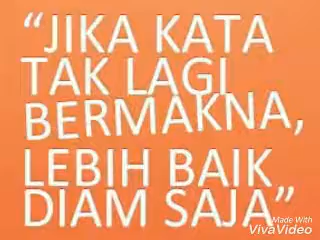 “JIKA KATA
TAK LAGI
BERMAKNA,
LEBIH BAIK
DIAM SAJA”
Made With
VivaVideo